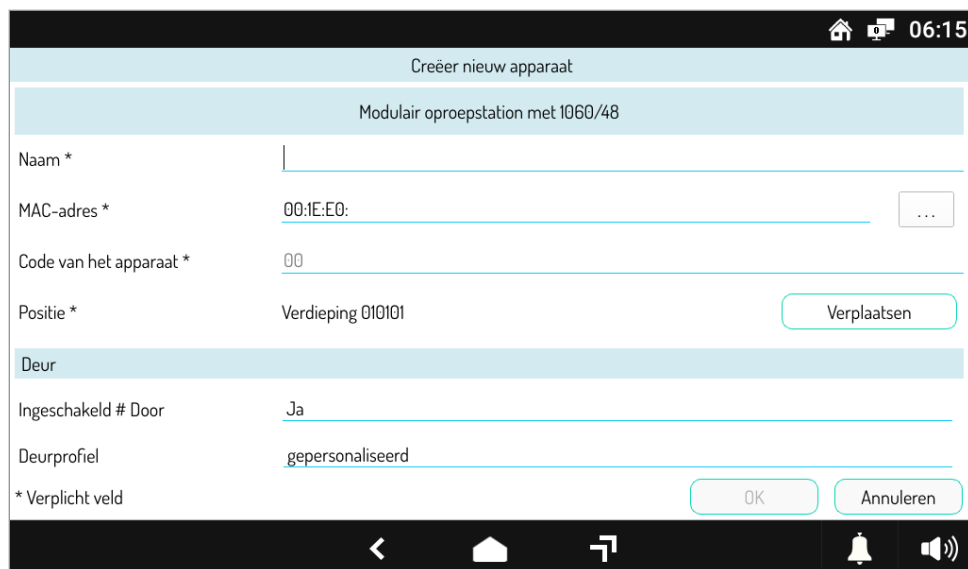 06:15
Creëer nieuw apparaat
Modulair oproepstation met 1060/48
Naam *
MAC-adres * 00:1E:E0: ...
Code van het apparaat * 00
Positie * Verdieping 010101 Verplaatsen
Deur
Ingeschakeld # Door Ja
Deurprofiel gepersonaliseerd
* Verplicht veld OK Annuleren